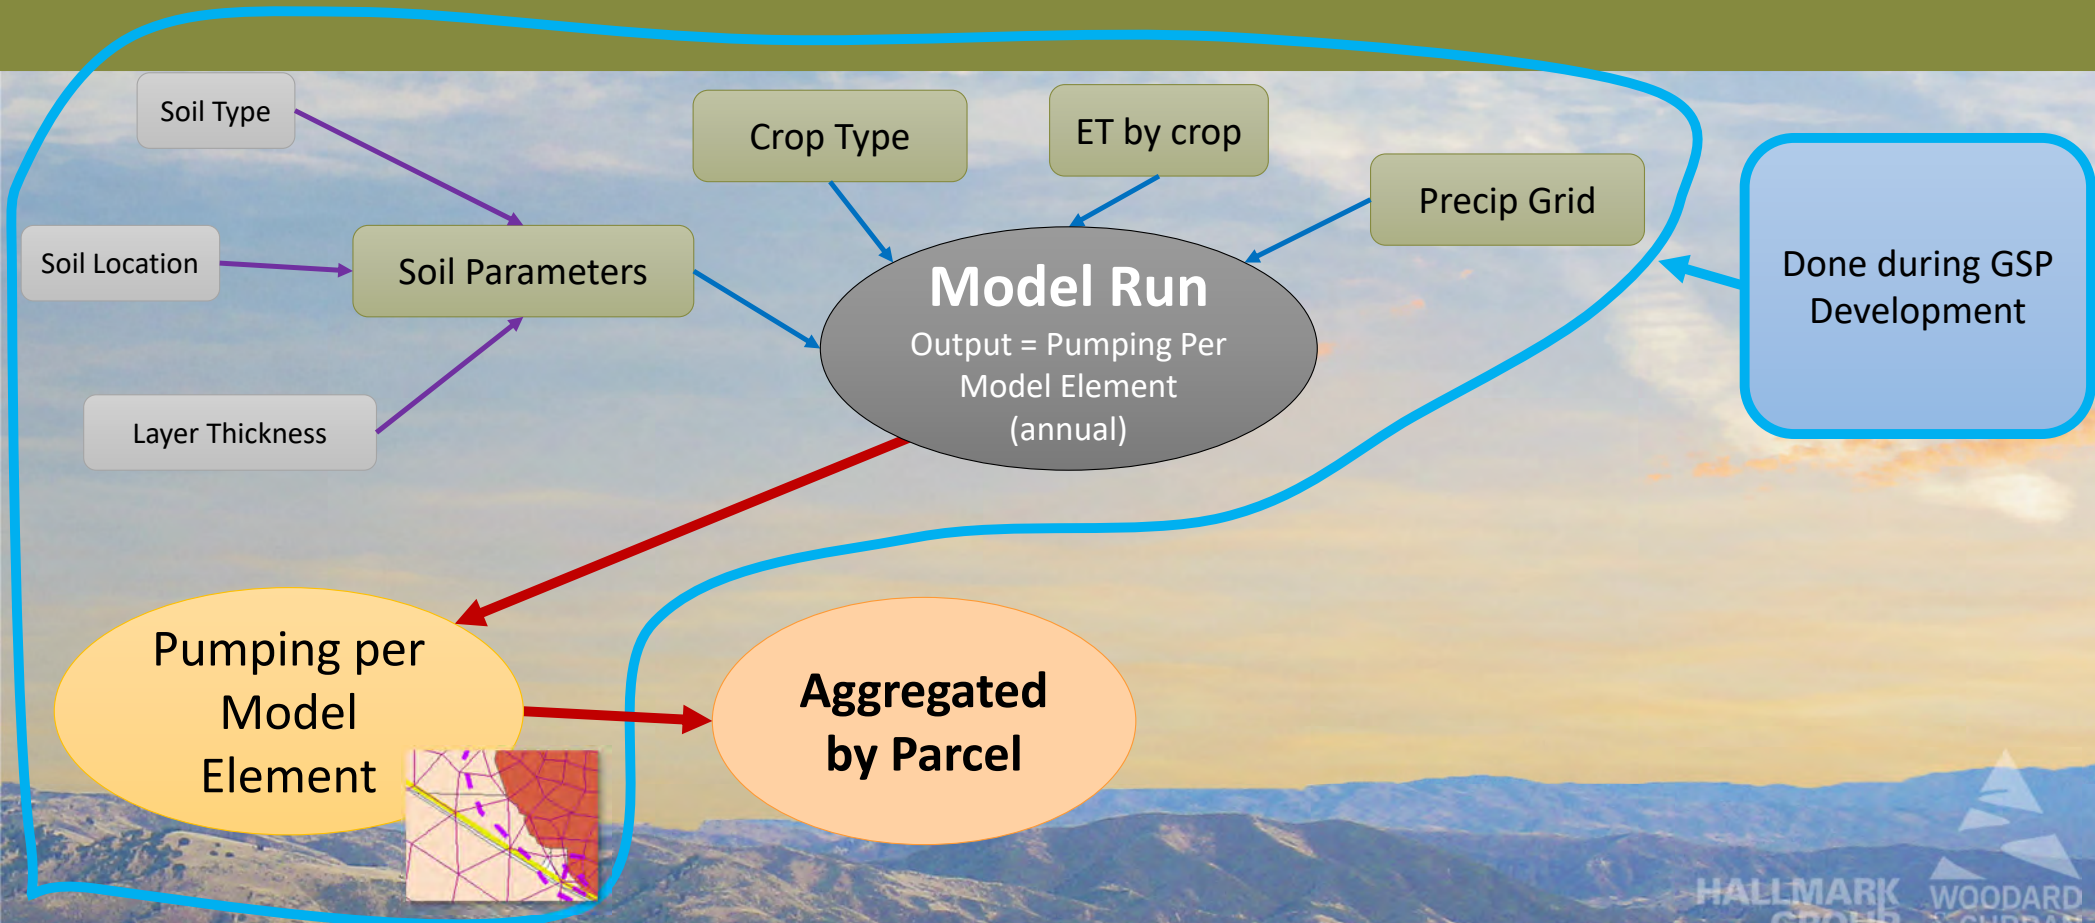 Soil Type
Crop Type
ET by crop
Precip Grid
Soil Location
Soil Parameters
Model Run
Output = Pumping Per
Model Element
(annual)
Done during GSP
Development
Layer Thickness
Pumping per
Model
Element
Aggregated
by Parcel
HALLMARK
GROUP
WOODARD